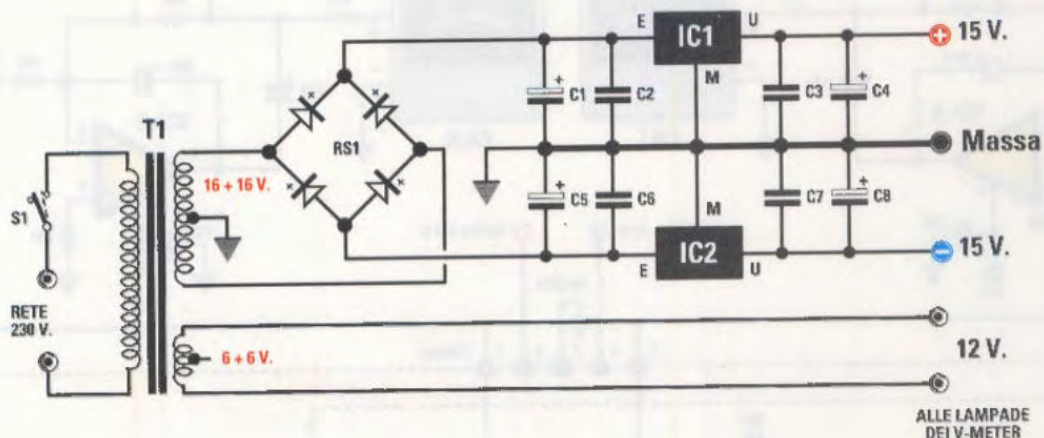 E
IC1
U
15 V.
M
C1
C2
C3
C4
T1
RS1
16 + 16 V.
Massa
S1
C5
C6
C7
C8
M
E
IC2
U
15 V.
RETE
230 V.
6 + 6 V.
12 V.
ALLE LAMPADE
DEI V-METER